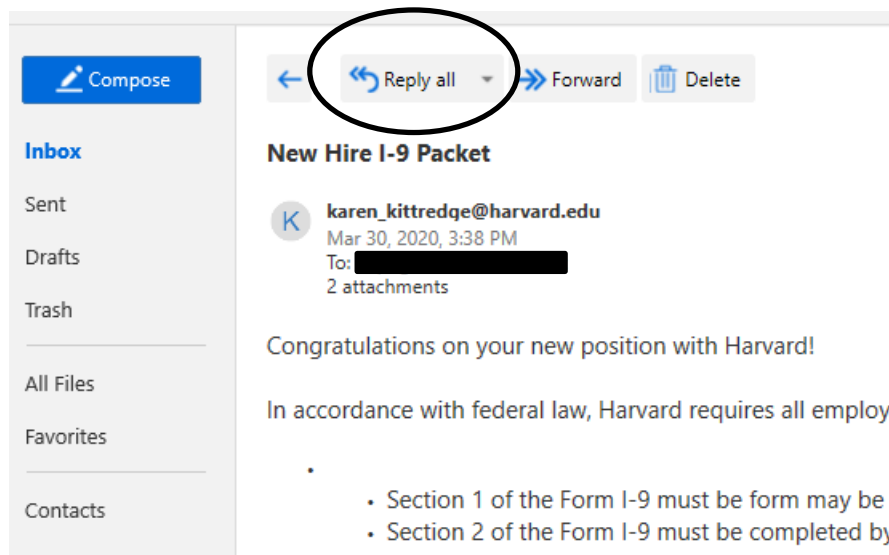 Compose
Reply all
Forward
Delete
Inbox
Sent
Drafts
Trash
All Files
Favorites
Contacts
New Hire I-9 Packet
K
karen_kittredge@harvard.edu
Mar 30, 2020, 3:38 PM
To:
2 attachments
Congratulations on your new position with Harvard!
In accordance with federal law, Harvard requires all employ
•
• Section 1 of the Form I-9 must be form may be
• Section 2 of the Form I-9 must be completed by